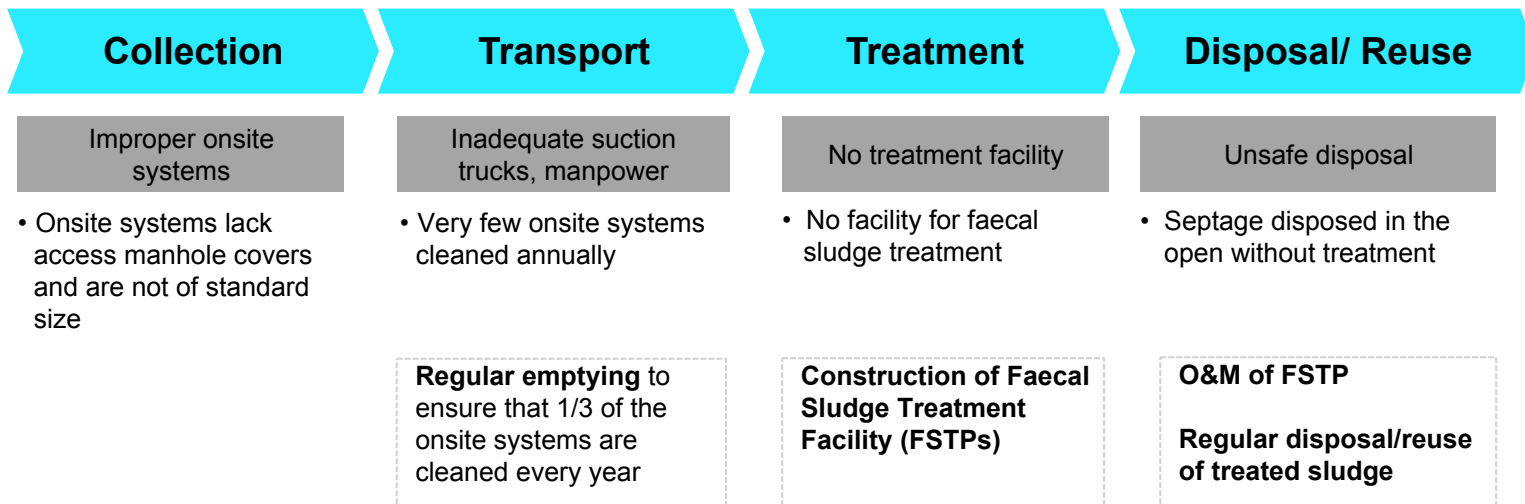 Collection
Transport
Treatment
Disposal/ Reuse
Improper onsite
systems
Inadequate suction
trucks, manpower
No treatment facility
Unsafe disposal
• Onsite systems lack
access manhole covers
and are not of standard
size
• Very few onsite systems
cleaned annually
• No facility for faecal
sludge treatment
• Septage disposed in the
open without treatment
Regular emptying to
ensure that 1/3 of the
onsite systems are
cleaned every year
Construction of Faecal
Sludge Treatment
Facility (FSTPs)
O&M of FSTP
Regular disposal/reuse
of treated sludge